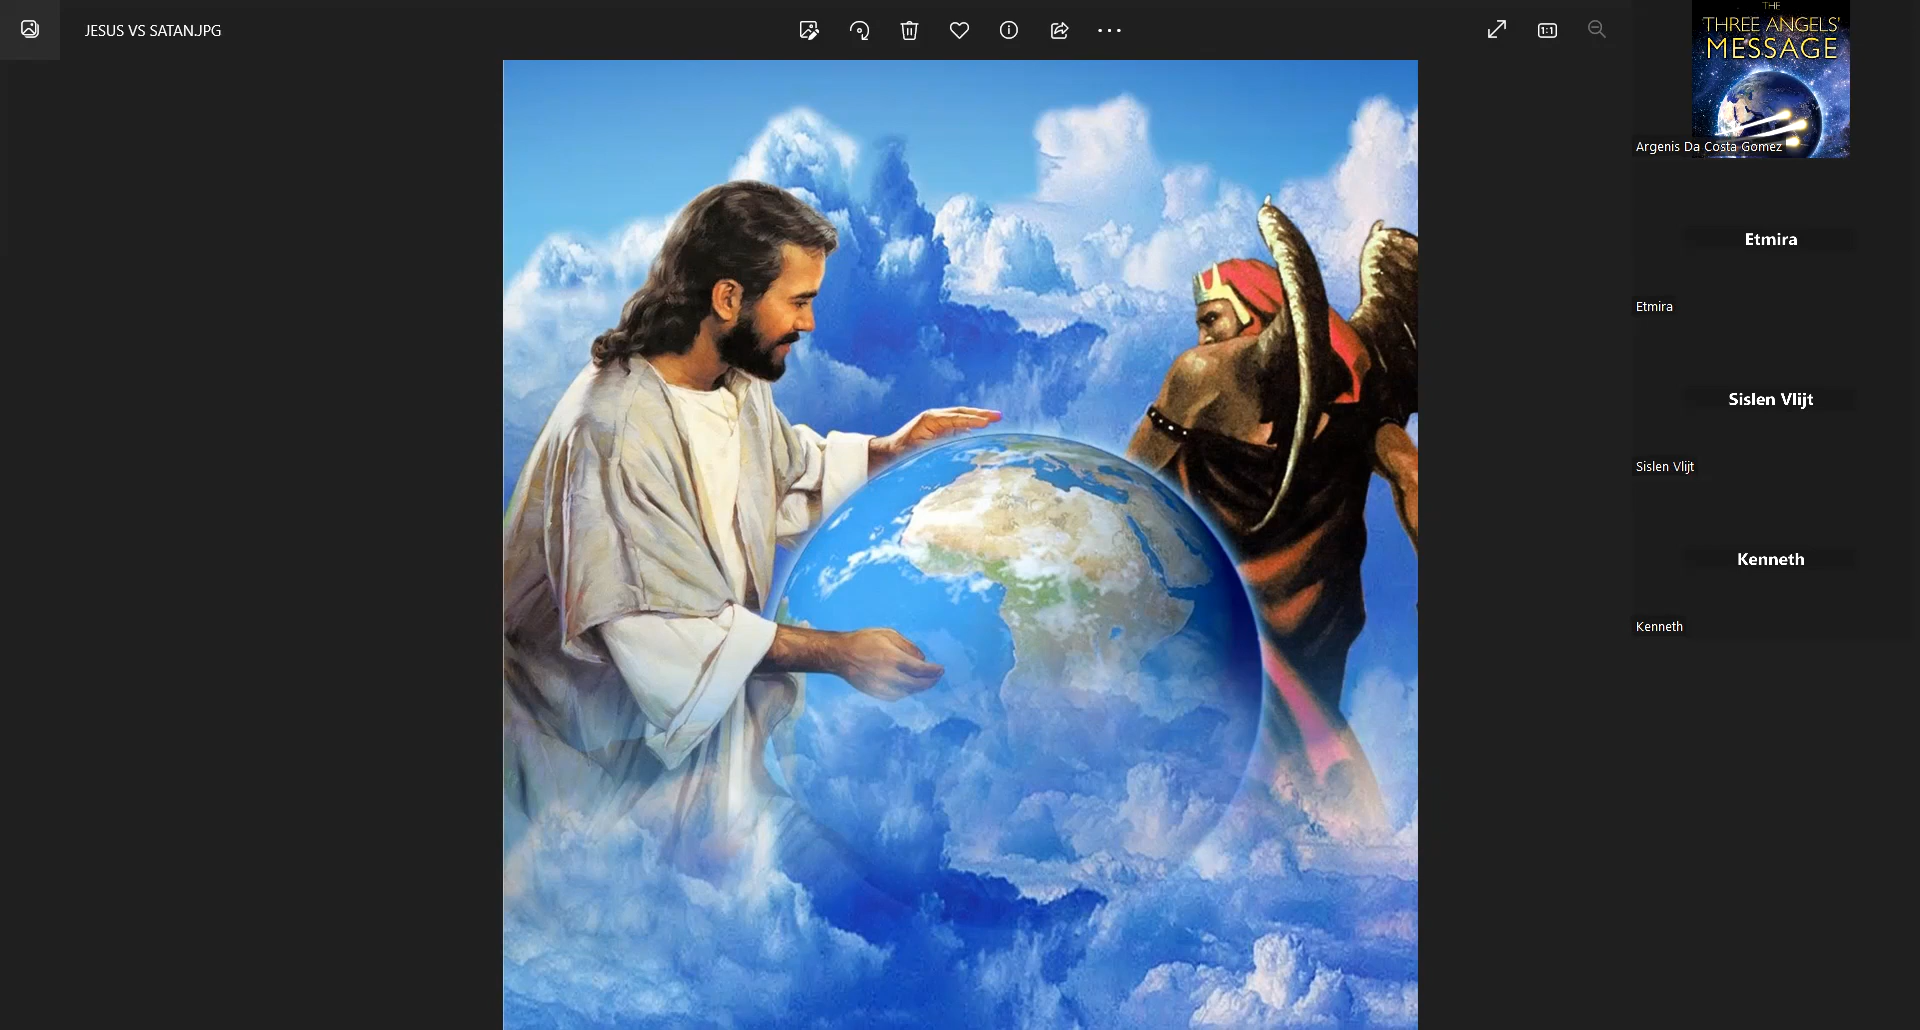 JESUS VS SATAN.JPG
THE
THREE ANGELS'
MESSAGE
Argenis Da Costa Gomez
Etmira
Etmira
Sislen Vlijt
Sislen Vlijt
Kenneth
Kenneth